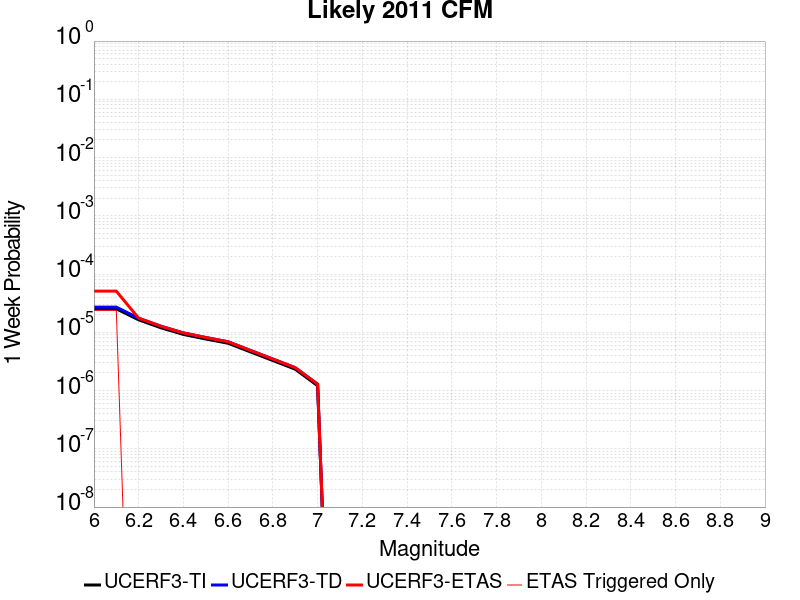 Likely 2011 CFM
10^0
10^-1
10^-2
10^-3
10^-4
10^-5
10^-6
10^-7
10^-8
1 Week Probability
6 6.2 6.4 6.6 6.8 7 7.2 7.4 7.6 7.8 8 8.2 8.4 8.6 8.8 9
Magnitude
UCERF3-TI UCERF3-TD UCERF3-ETAS ETAS Triggered Only